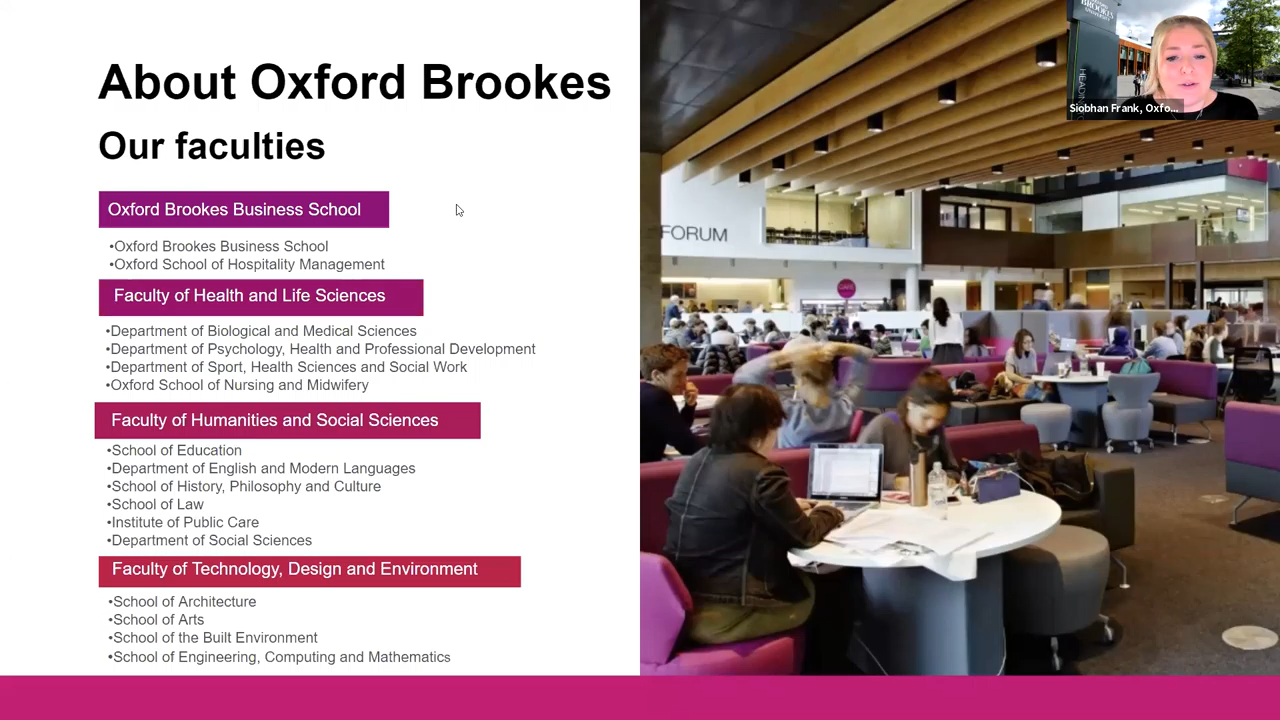 About Oxford Brookes
Our faculties
Oxford Brookes Business School
•Oxford Brookes Business School
•Oxford School of Hospitality Management
Faculty of Health and Life Sciences
•Department of Biological and Medical Sciences
•Department of Psychology, Health and Professional Development
•Department of Sport, Health Sciences and Social Work
•Oxford School of Nursing and Midwifery
Faculty of Humanities and Social Sciences
•School of Education
•Department of English and Modern Languages
•School of History, Philosophy and Culture
•School of Law
•Institute of Public Care
•Department of Social Sciences
Faculty of Technology, Design and Environment
•School of Architecture
•School of Arts
•School of the Built Environment
•School of Engineering, Computing and Mathematics
FORUM
BROOKES
UNIVERSITY
Siobhan Frank, Oxfo...